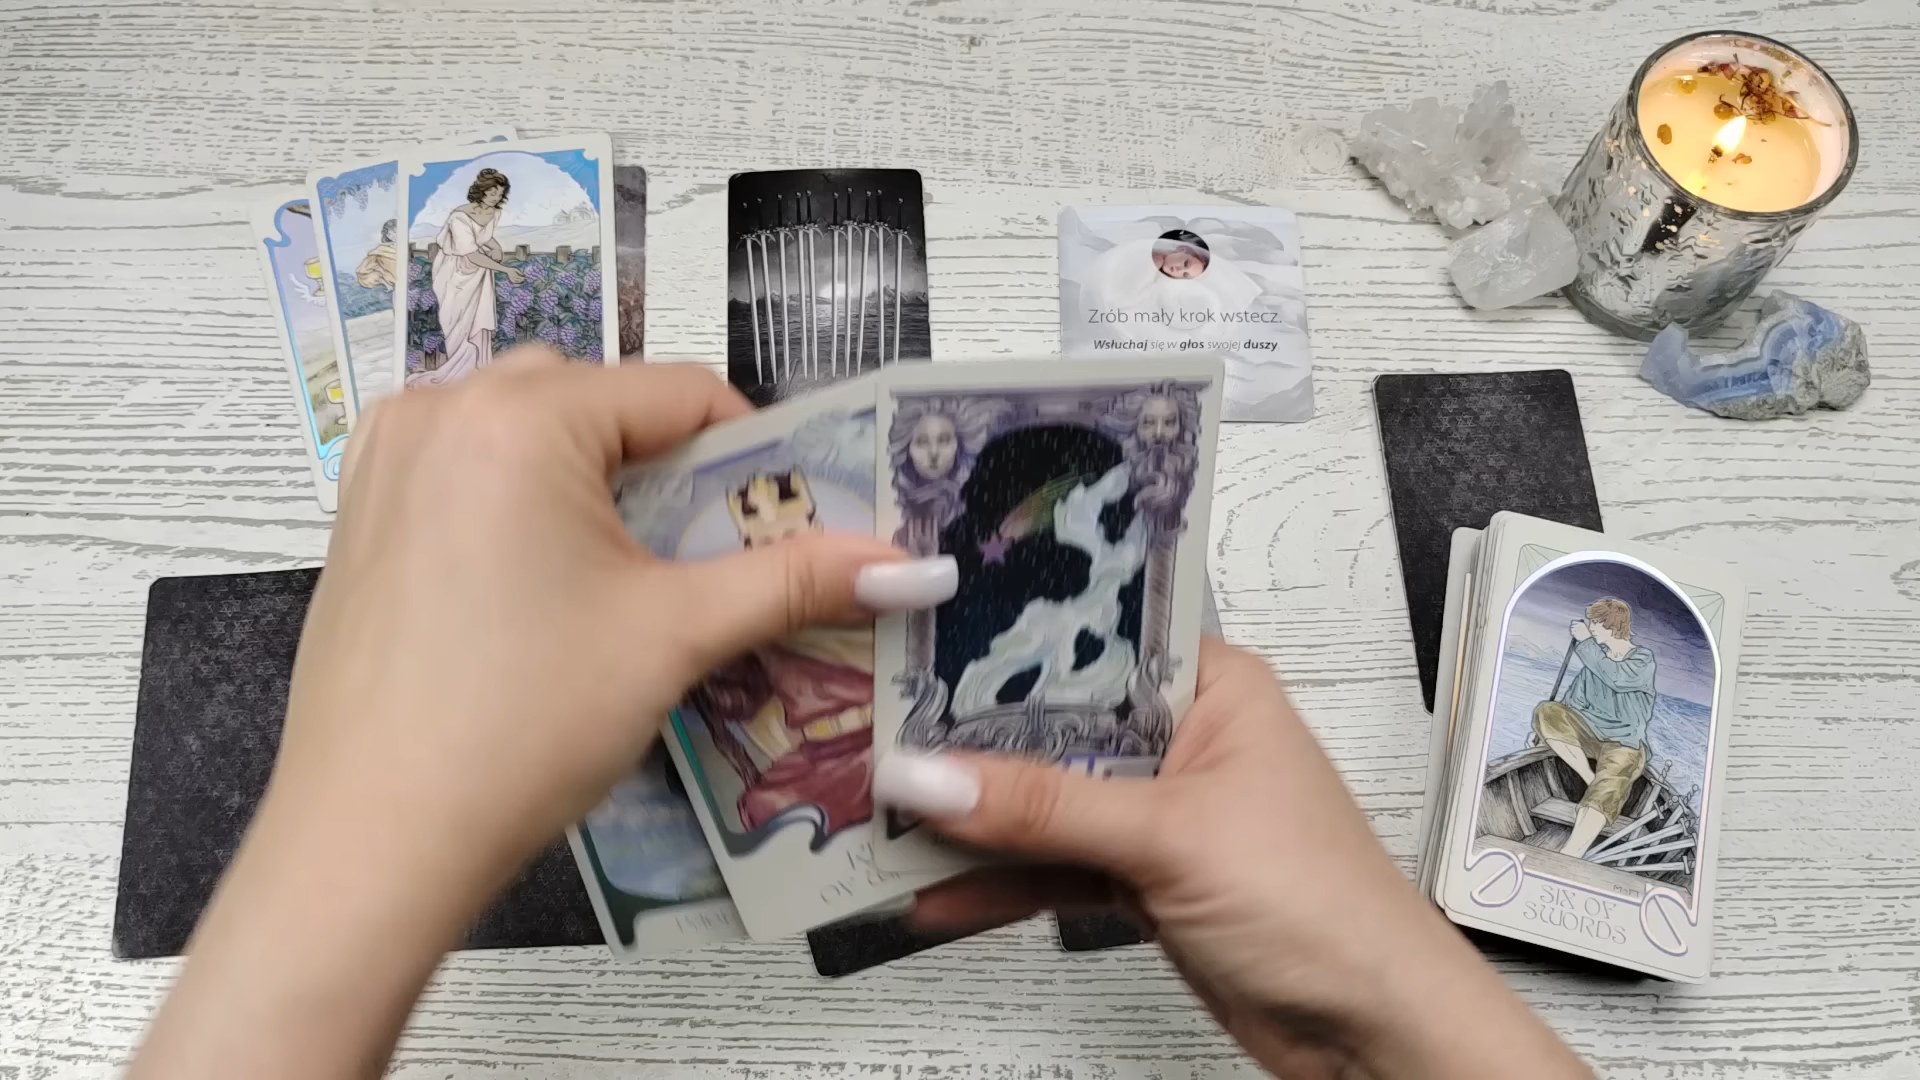 Zrób mały krok wstecz.
Wsłuchaj się w głos swojej duszy.
SIX OF
SWORDS